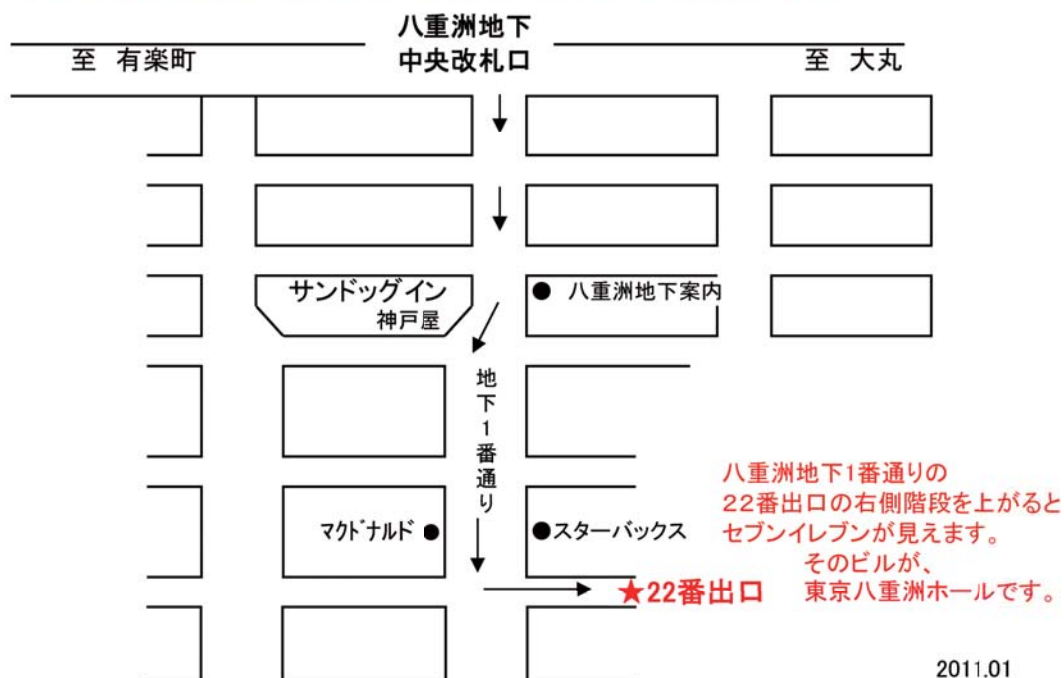 八重洲地下
中央改札口
至 有楽町
至 大丸
サンドッグイン
神戸屋
八重洲地下案内
地下1番通り
マクドナルド
スターバックス
八重洲地下1番通りの
22番出口の右側階段を上がると
セブンイレブンが見えます。
そのビルが、
東京八重洲ホールです。
★22番出口
2011.01